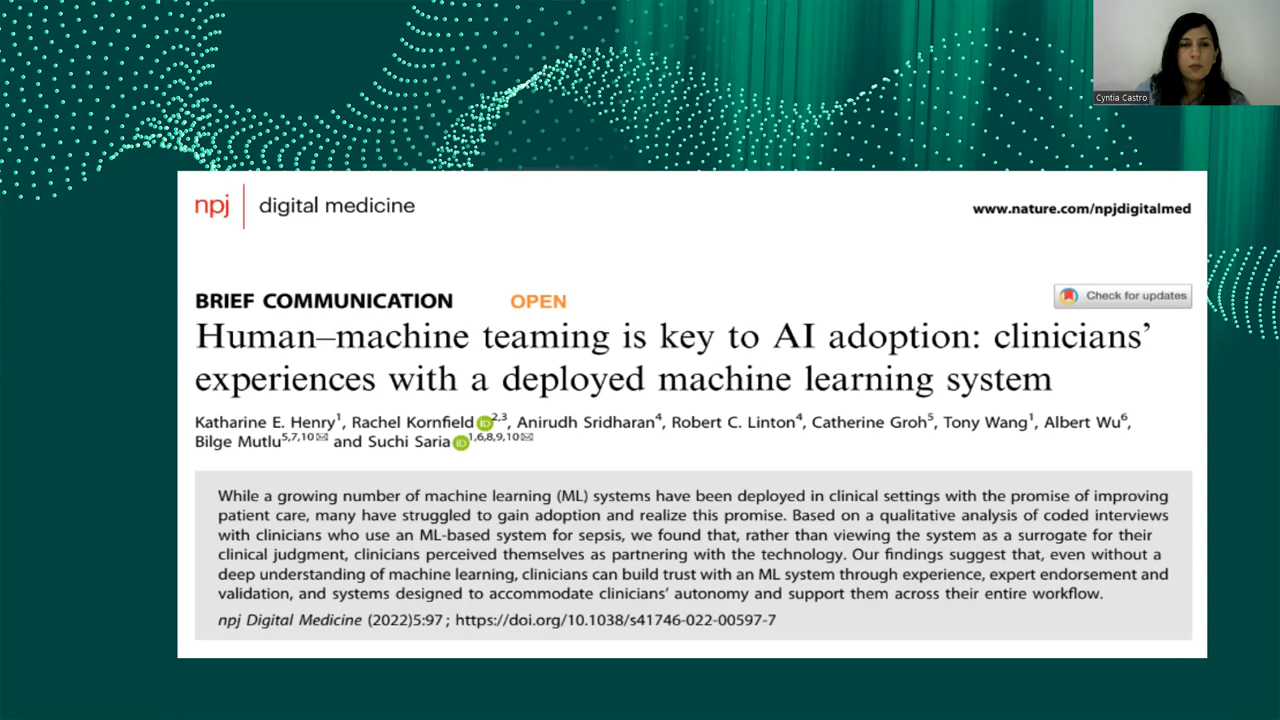 Cyntia Castro
npj digital medicine
www.nature.com/npjdigitalmed
BRIEF COMMUNICATION OPEN
Check for updates
Human–machine teaming is key to AI adoption: clinicians’
experiences with a deployed machine learning system
Katharine E. Henry1, Rachel Kornfield iD 2,3, Anirudh Sridharan4, Robert C. Linton4, Catherine Groh5, Tony Wang1, Albert Wu6,
Bilge Mutlu5,7,10✉ and Suchi Saria iD 1,6,8,9,10✉
While a growing number of machine learning (ML) systems have been deployed in clinical settings with the promise of improving
patient care, many have struggled to gain adoption and realize this promise. Based on a qualitative analysis of coded interviews
with clinicians who use an ML-based system for sepsis, we found that, rather than viewing the system as a surrogate for their
clinical judgment, clinicians perceived themselves as partnering with the technology. Our findings suggest that, even without a
deep understanding of machine learning, clinicians can build trust with an ML system through experience, expert endorsement and
validation, and systems designed to accommodate clinicians’ autonomy and support them across their entire workflow.
npj Digital Medicine (2022)5:97 ; https://doi.org/10.1038/s41746-022-00597-7